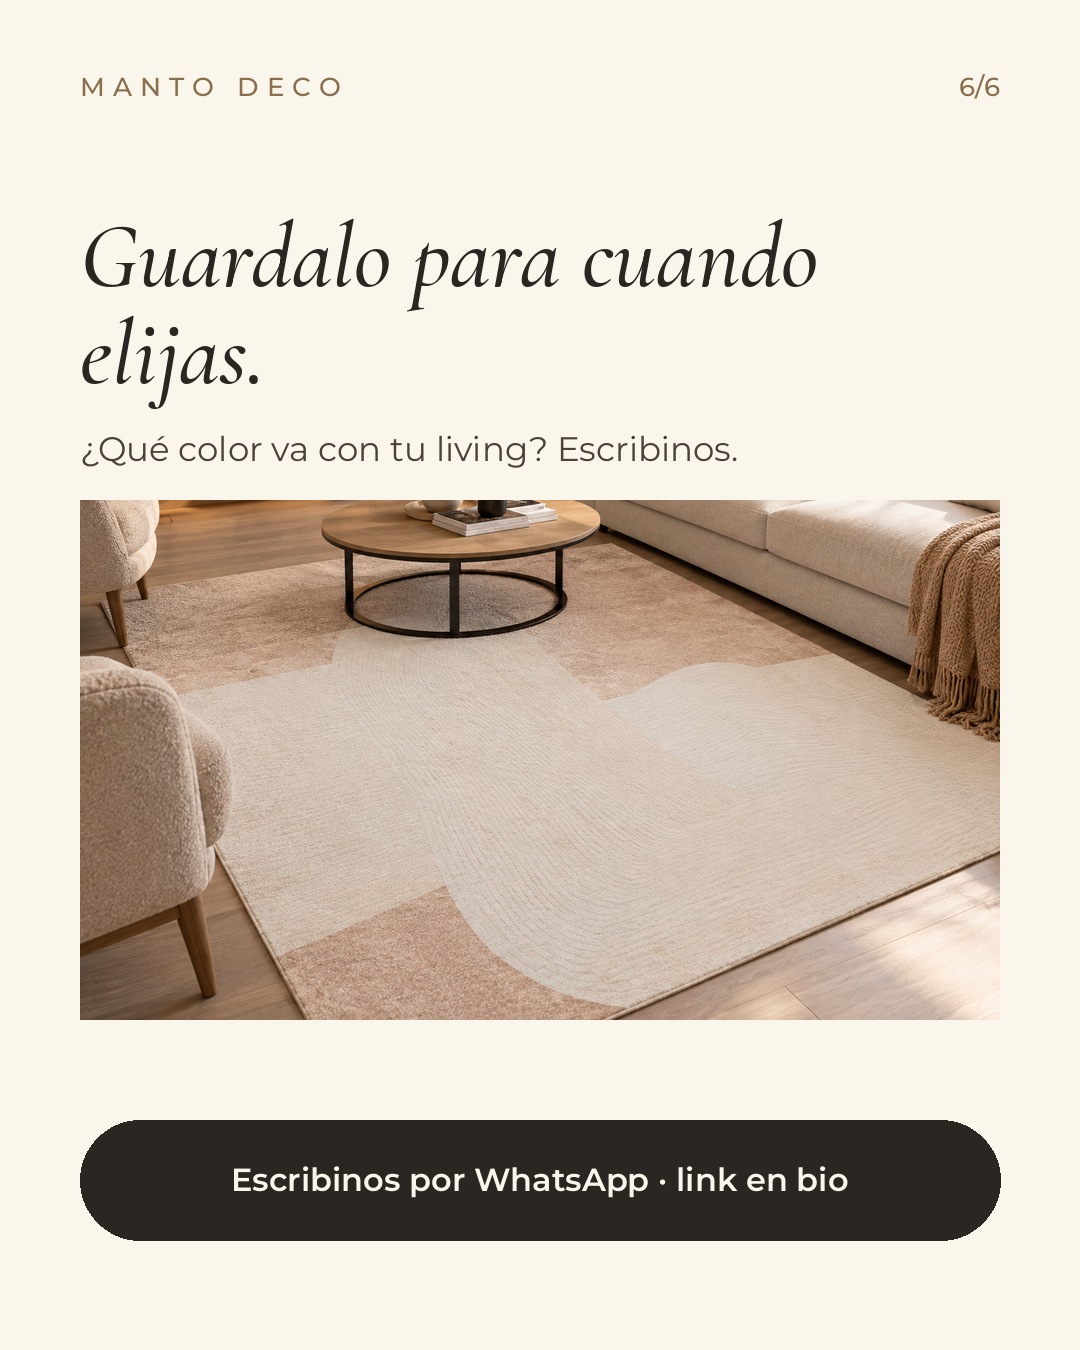 MANTO DECO
6/6
Guardalo para cuando
elijas.
¿Qué color va con tu living? Escribinos.
Escribinos por WhatsApp · link en bio